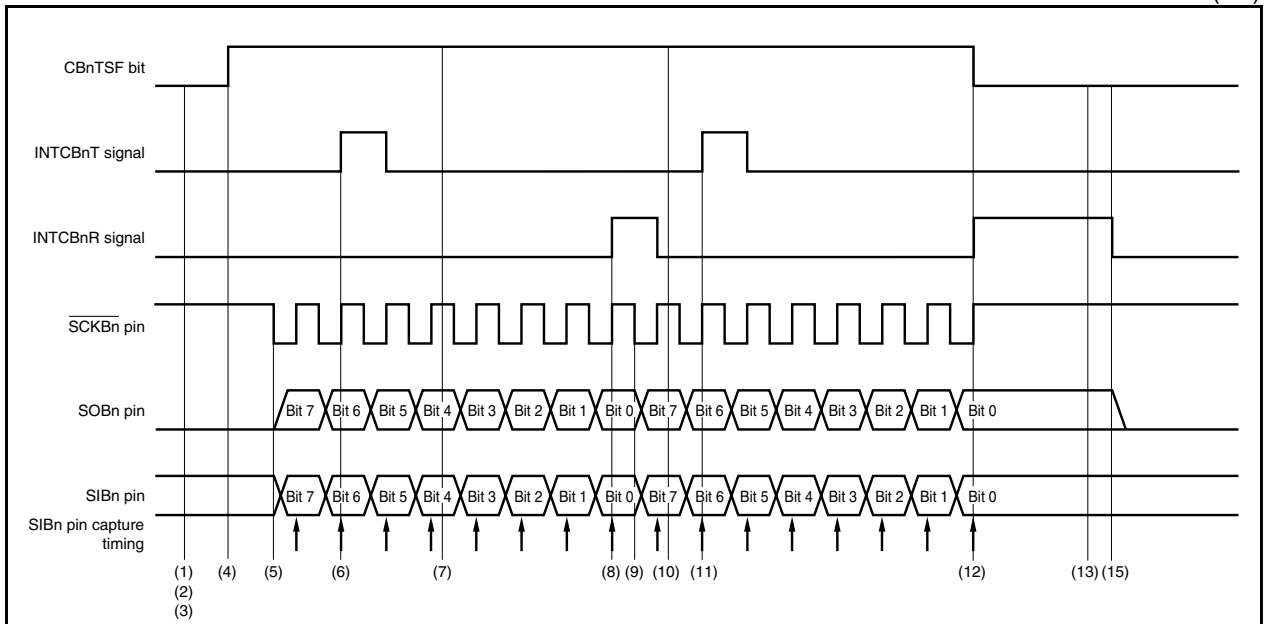 CBnTSF bit
INTCBnT signal
INTCBnR signal
SCKBn pin
SOBn pin
Bit 7 Bit 6 Bit 5 Bit 4 Bit 3 Bit 2 Bit 1 Bit 0 Bit 7 Bit 6 Bit 5 Bit 4 Bit 3 Bit 2 Bit 1 Bit 0
SIBn pin
Bit 7 Bit 6 Bit 5 Bit 4 Bit 3 Bit 2 Bit 1 Bit 0 Bit 7 Bit 6 Bit 5 Bit 4 Bit 3 Bit 2 Bit 1 Bit 0
SIBn pin capture
timing
(1) (4) (5) (6) (7) (8) (9) (10) (11) (12) (13) (15)
(2)
(3)